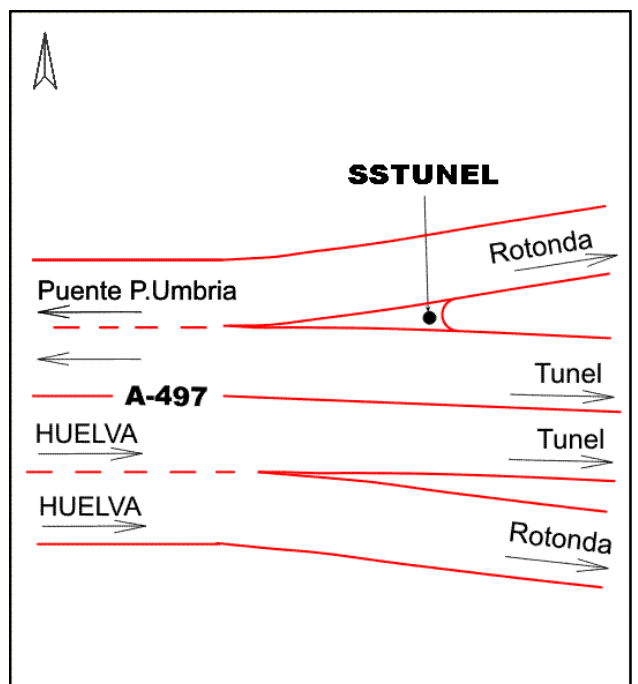 SSTUNEL
Rotonda
Puente P.Umbria
Tunel
A-497
HUELVA
Tunel
HUELVA
Rotonda